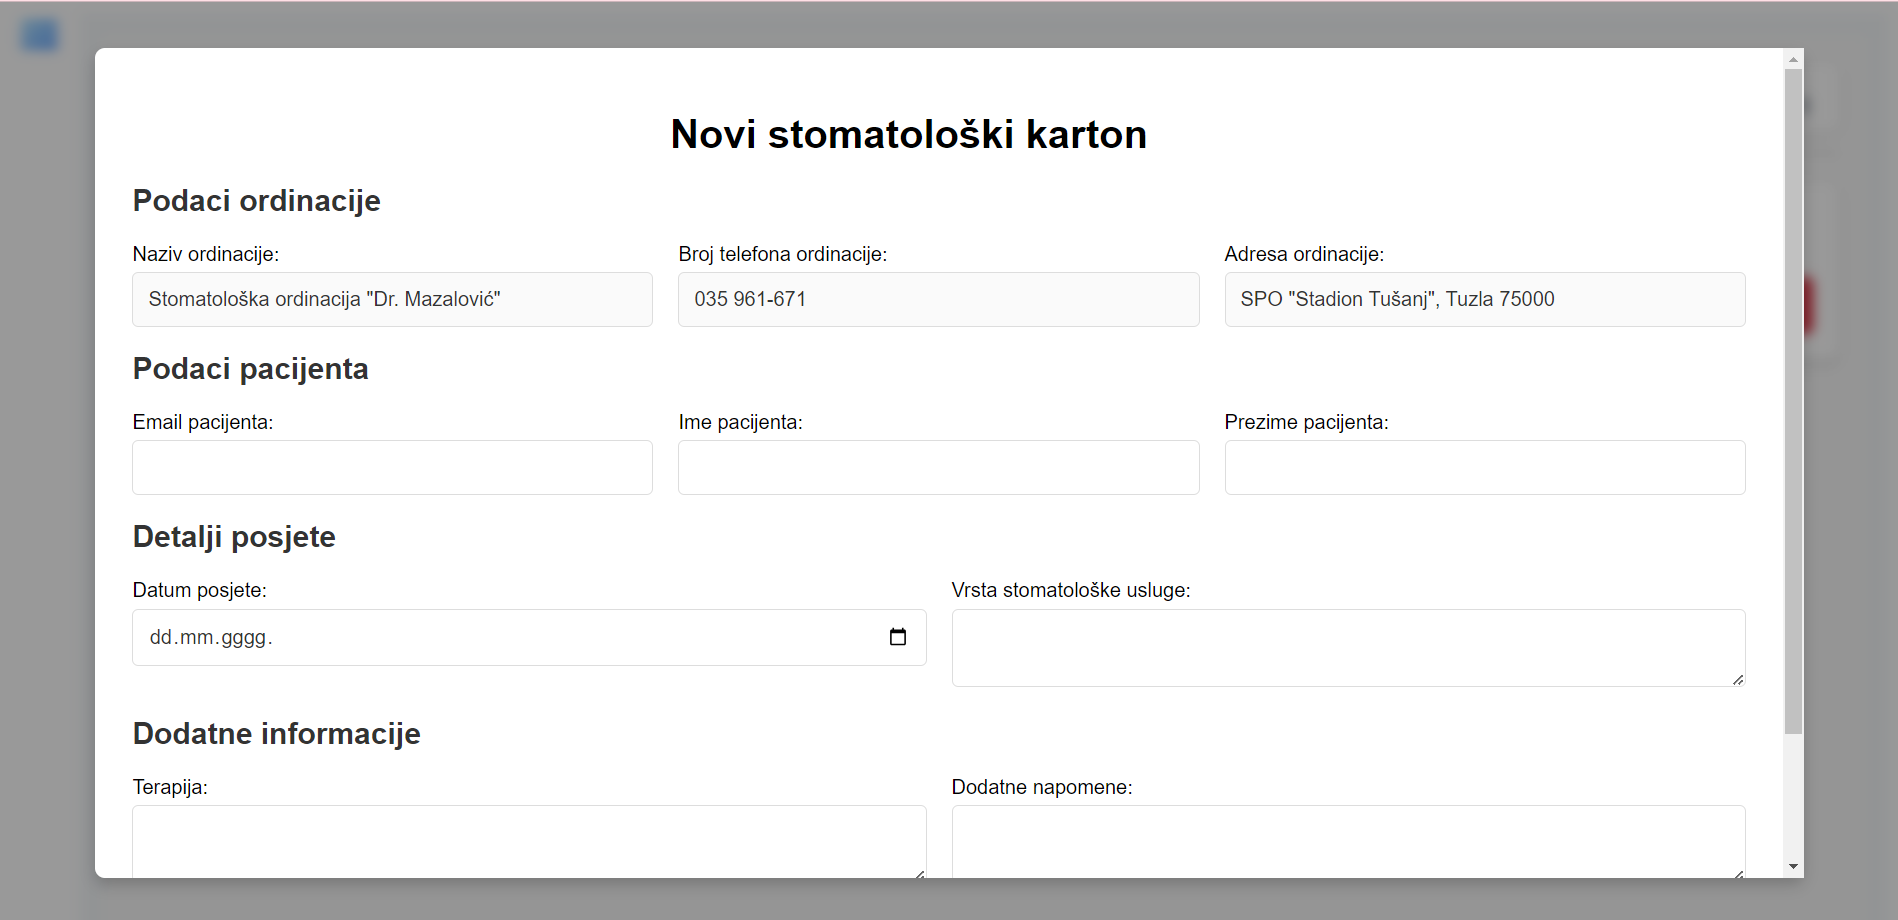 Novi stomatološki karton
Podaci ordinacije
Naziv ordinacije:
Broj telefona ordinacije:
Adresa ordinacije:
Stomatološka ordinacija "Dr. Mazalović"
035 961-671
SPO "Stadion Tušanj", Tuzla 75000
Podaci pacijenta
Email pacijenta:
Ime pacijenta:
Prezime pacijenta:
Detalji posjete
Datum posjete:
Vrsta stomatološke usluge:
dd.mm.gggg.
Dodatne informacije
Terapija:
Dodatne napomene: